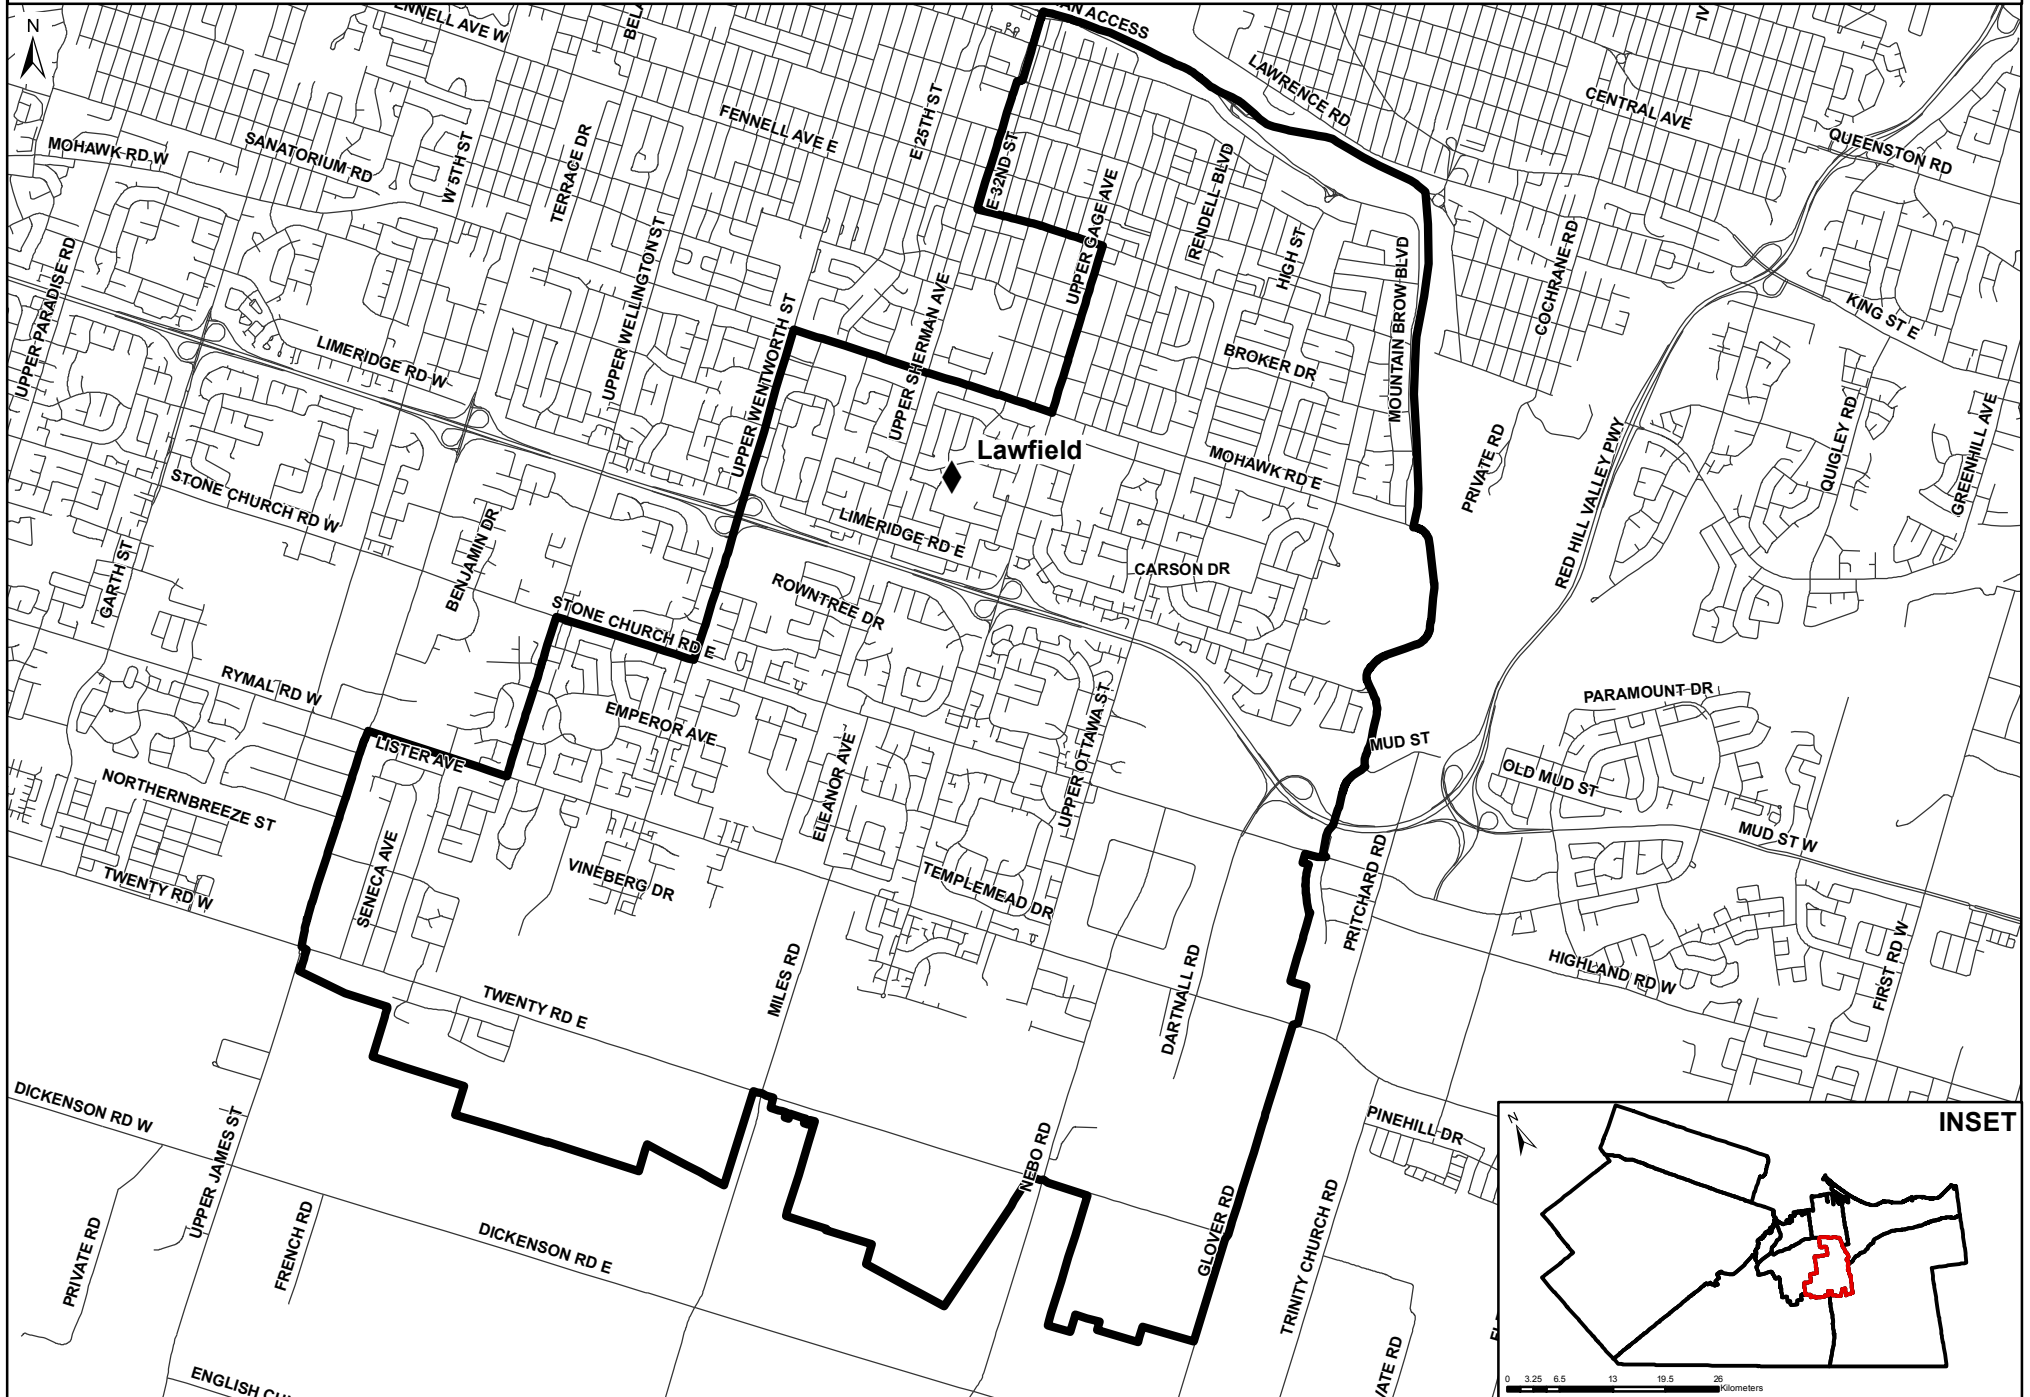 N
FENNELL AVE W
AN ACCESS
LAWRENCE RD
CENTRAL AVE
QUEENSTON RD
MOHAWK RD W
SANATORIUM RD
W 5TH ST
TERRACE DR
FENNELL AVE E
E 25TH ST
E 32ND ST
UPPER GAGE AVE
RENDELL BLVD
HIGH ST
MOUNTAIN BROW BLVD
COCHRANE RD
KING ST E
UPPER PARADISE RD
LIMERIDGE RD W
UPPER WELLINGTON ST
UPPER WENTWORTH ST
UPPER SHERMAN AVE
BROKER DR
Lawfield
MOHAWK RD E
PRIVATE RD
RED HILL VALLEY PWY
QUIGLEY RD
GREENHILL AVE
STONE CHURCH RD W
GARTH ST
BENJAMIN DR
LIMERIDGE RD E
CARSON DR
STONE CHURCH RD E
ROWNTREE DR
RYMAL RD W
LISTER AVE
EMPEROR AVE
ELEANOR AVE
UPPER OTTAWA ST
MUD ST
PARAMOUNT DR
OLD MUD ST
MUD ST W
NORTHERNBREEZE ST
TWENTY RD W
SENECA AVE
VINEBERG DR
TEMPLEMEAD DR
PRITCHARD RD
HIGHLAND RD W
FIRST RD W
TWENTY RD E
MILES RD
DARTNALL RD
DICKENSON RD W
UPPER JAMES ST
PRIVATE RD
FRENCH RD
DICKENSON RD E
NEBO RD
GLOVER RD
TRINITY CHURCH RD
PINEHILL DR
ENGLISH CHU
VATE RD
INSET
N
0 3.25 6.5 13 19.5 26
Kilometers